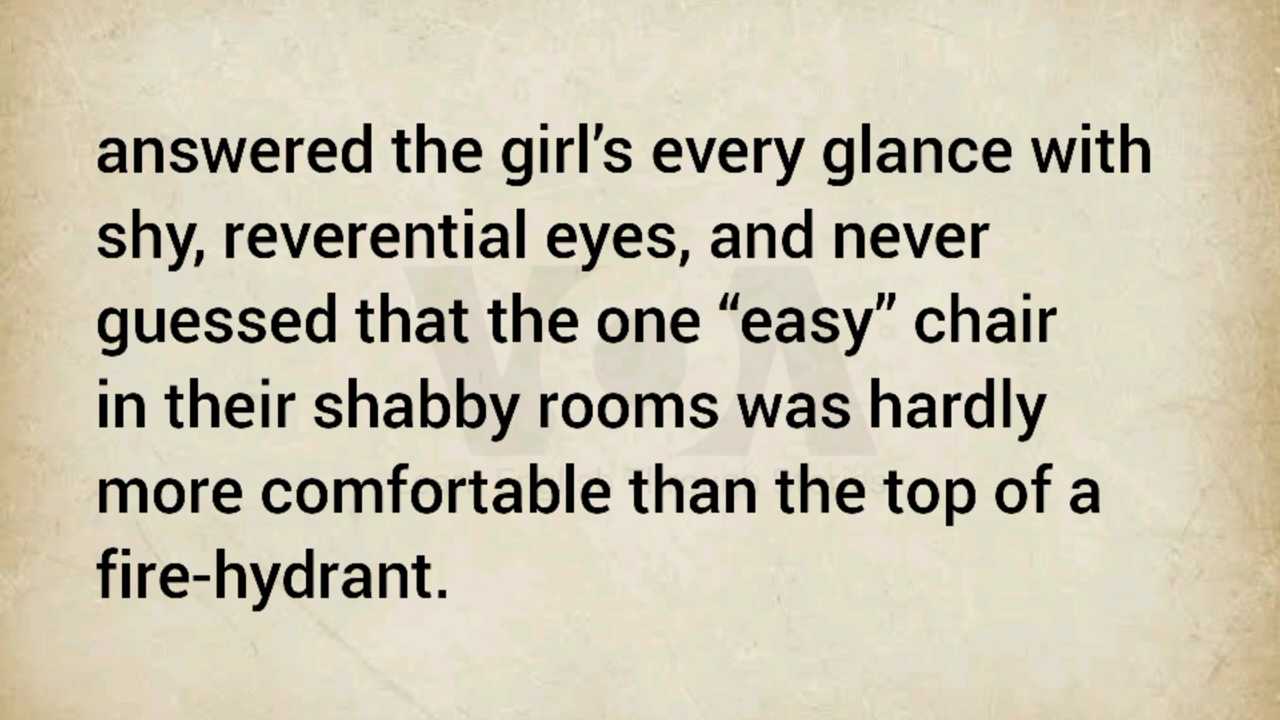 answered the girl’s every glance with
shy, reverential eyes, and never
guessed that the one “easy” chair
in their shabby rooms was hardly
more comfortable than the top of a
fire-hydrant.
VOA